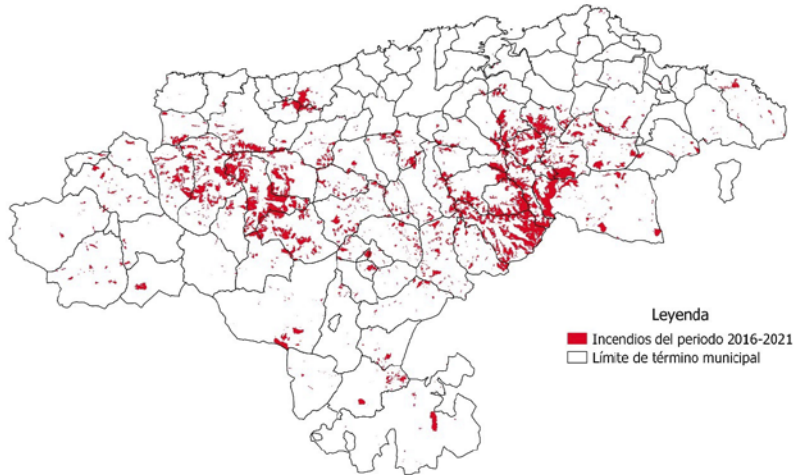 Leyenda
Incendios del periodo 2016-2021
Límite de término municipal